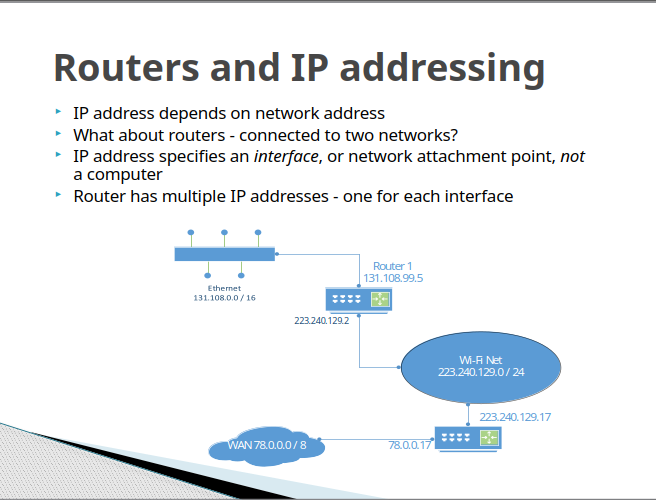 Routers and IP addressing
IP address depends on network address
What about routers - connected to two networks?
IP address specifies an interface, or network attachment point, not
a computer
Router has multiple IP addresses - one for each interface
Router 1
131.108.99.5
Ethernet
131.108.0.0 / 16
223.240.129.2
Wi-Fi Net
223.240.129.0 / 24
223.240.129.17
WAN 78.0.0.0 / 8
78.0.0.17